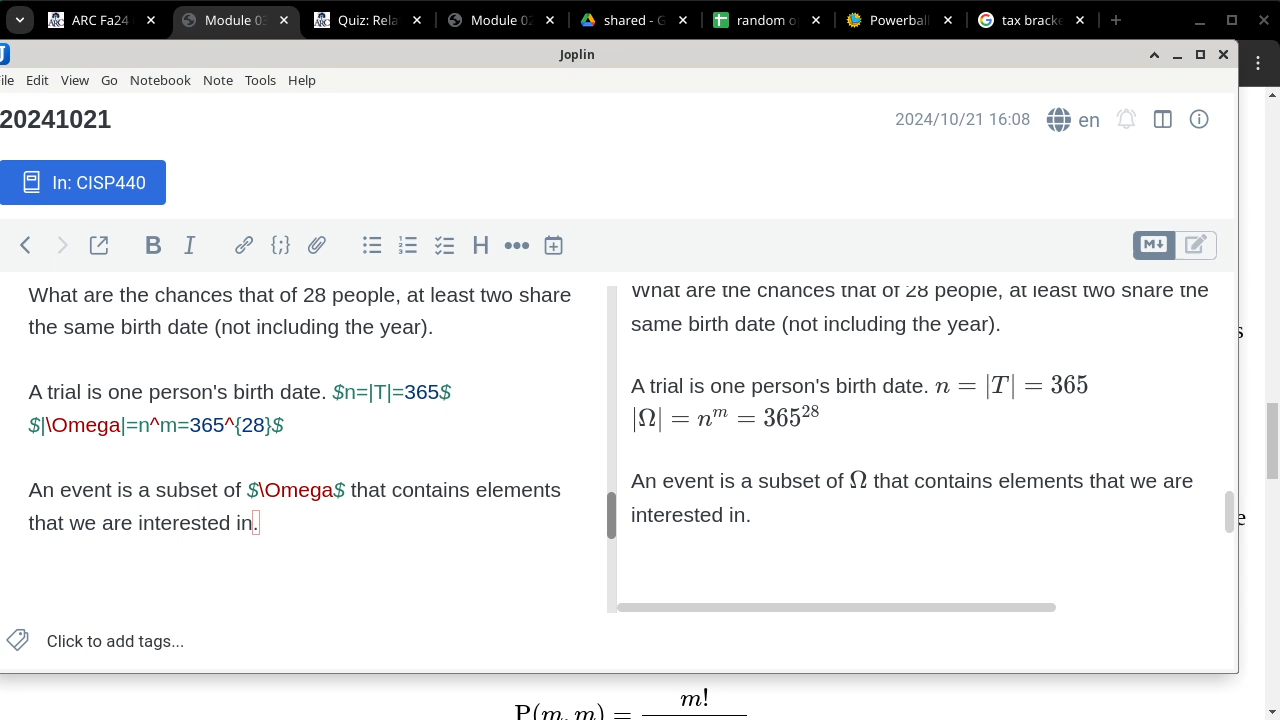 ARC Fa24
Module 03
Quiz: Rela
Module 02
shared - G
random o
Powerball
tax brack
Joplin
File Edit View Go Notebook Note Tools Help
20241021
2024/10/21 16:08
en
In: CISP440
B I H M↓
What are the chances that of 28 people, at least two share
the same birth date (not including the year).
A trial is one person's birth date. $n=|T|=365$
$|\Omega|=n^m=365^{28}$
An event is a subset of $\Omega$ that contains elements
that we are interested in.
What are the chances that of 28 people, at least two share the
same birth date (not including the year).
A trial is one person's birth date. n = |T| = 365
|Ω| = nᵐ = 365²⁸
An event is a subset of Ω that contains elements that we are
interested in.
Click to add tags...
s
e
P(m, m) = m!